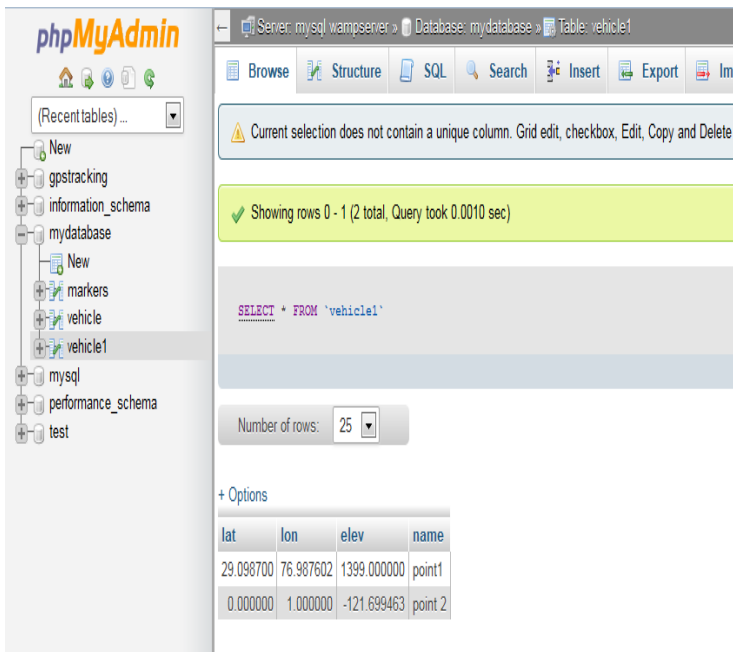 phpMyAdmin
(Recent tables) ...
New
gpstracking
information_schema
mydatabase
New
markers
vehicle
vehicle1
mysql
performance_schema
test
Server: mysql wampserver » Database: mydatabase » Table: vehicle1
Browse Structure SQL Search Insert Export Im
Current selection does not contain a unique column. Grid edit, checkbox, Edit, Copy and Delete
Showing rows 0 - 1 (2 total, Query took 0.0010 sec)
SELECT * FROM `vehicle1`
Number of rows: 25
+ Options
lat lon elev name
29.098700 76.987602 1399.000000 point1
0.000000 1.000000 -121.699463 point 2